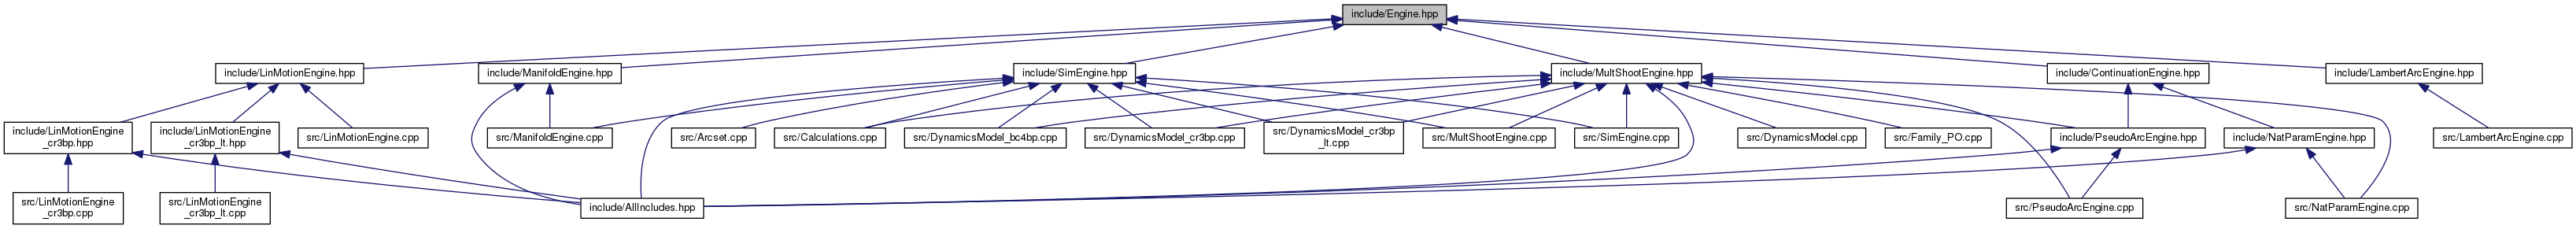 include/Engine.hpp
include/LinMotionEngine.hpp
include/ManifoldEngine.hpp
include/SimEngine.hpp
include/MultShootEngine.hpp
include/ContinuationEngine.hpp
include/LambertArcEngine.hpp
include/LinMotionEngine
_cr3bp.hpp
include/LinMotionEngine
_cr3bp_lt.hpp
src/LinMotionEngine.cpp
src/ManifoldEngine.cpp
src/Arcset.cpp
src/Calculations.cpp
src/DynamicsModel_bc4bp.cpp
src/DynamicsModel_cr3bp.cpp
src/DynamicsModel_cr3bp
_lt.cpp
src/MultShootEngine.cpp
src/SimEngine.cpp
src/DynamicsModel.cpp
src/Family_PO.cpp
include/PseudoArcEngine.hpp
include/NatParamEngine.hpp
src/LambertArcEngine.cpp
src/LinMotionEngine
_cr3bp.cpp
src/LinMotionEngine
_cr3bp_lt.cpp
include/AllIncludes.hpp
src/PseudoArcEngine.cpp
src/NatParamEngine.cpp